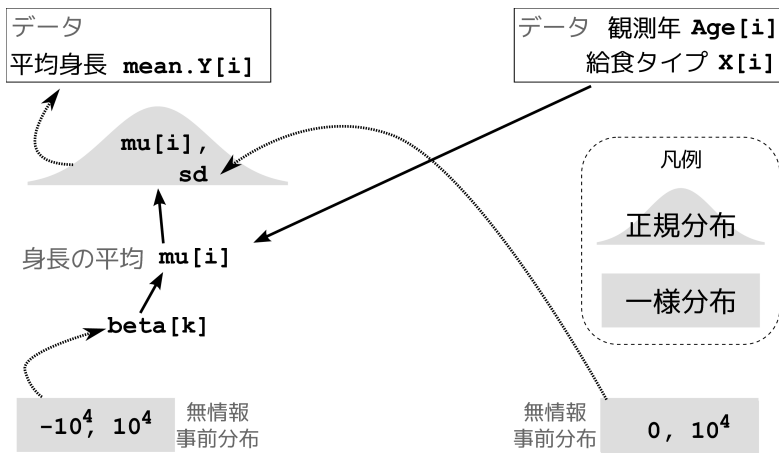 データ
平均身長 mean.Y[i]
データ 観測年 Age[i]
給食タイプ X[i]
mu[i],
sd
凡例
正規分布
一様分布
身長の平均 mu[i]
beta[k]
-10⁴, 10⁴
無情報
事前分布
無情報
事前分布
0, 10⁴